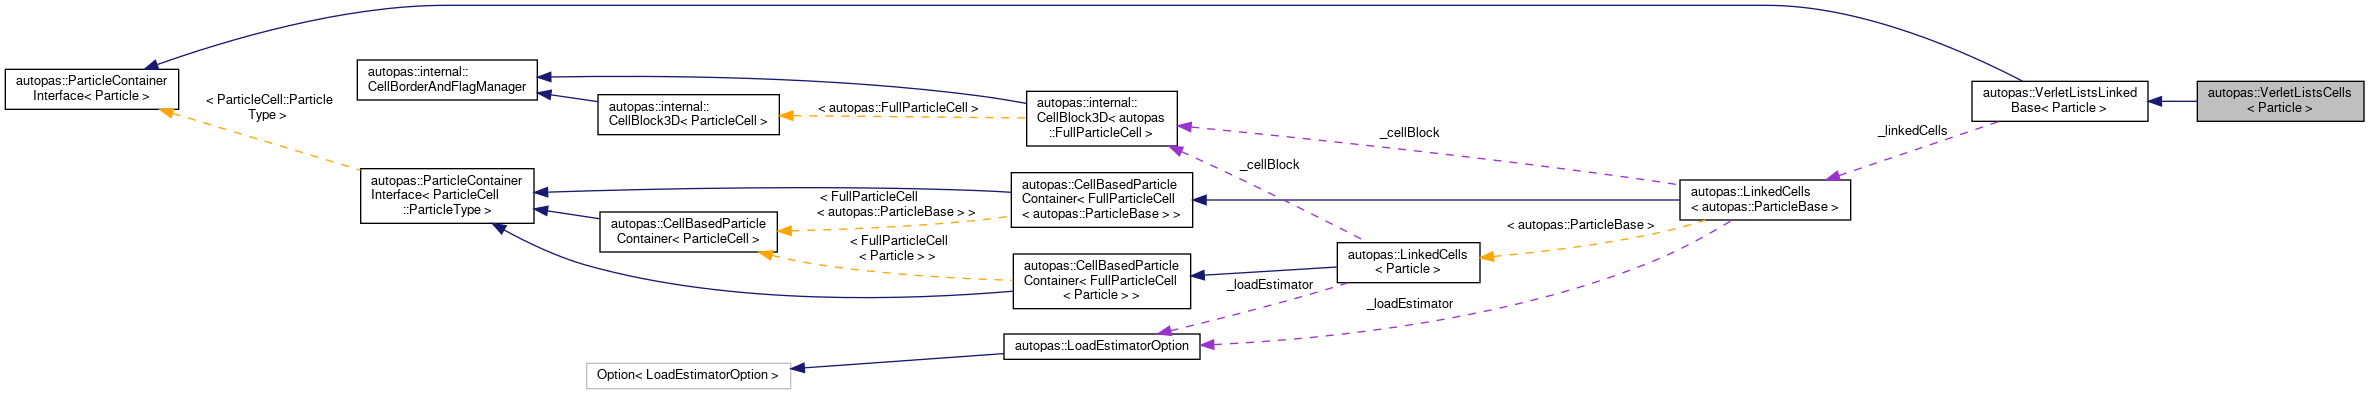 autopas::ParticleContainer
Interface< Particle >
< ParticleCell::Particle
Type >
autopas::internal::
CellBorderAndFlagManager
autopas::ParticleContainer
Interface< ParticleCell
::ParticleType >
autopas::internal::
CellBlock3D< ParticleCell >
autopas::CellBasedParticle
Container< ParticleCell >
Option< LoadEstimatorOption >
< autopas::FullParticleCell >
< FullParticleCell
< autopas::ParticleBase > >
< FullParticleCell
< Particle > >
autopas::internal::
CellBlock3D< autopas
::FullParticleCell >
autopas::CellBasedParticle
Container< FullParticleCell
< autopas::ParticleBase > >
autopas::CellBasedParticle
Container< FullParticleCell
< Particle > >
autopas::LoadEstimatorOption
_cellBlock
_cellBlock
_loadEstimator
_loadEstimator
autopas::LinkedCells
< Particle >
< autopas::ParticleBase >
autopas::LinkedCells
< autopas::ParticleBase >
_linkedCells
autopas::VerletListsLinked
Base< Particle >
autopas::VerletListsCells
< Particle >